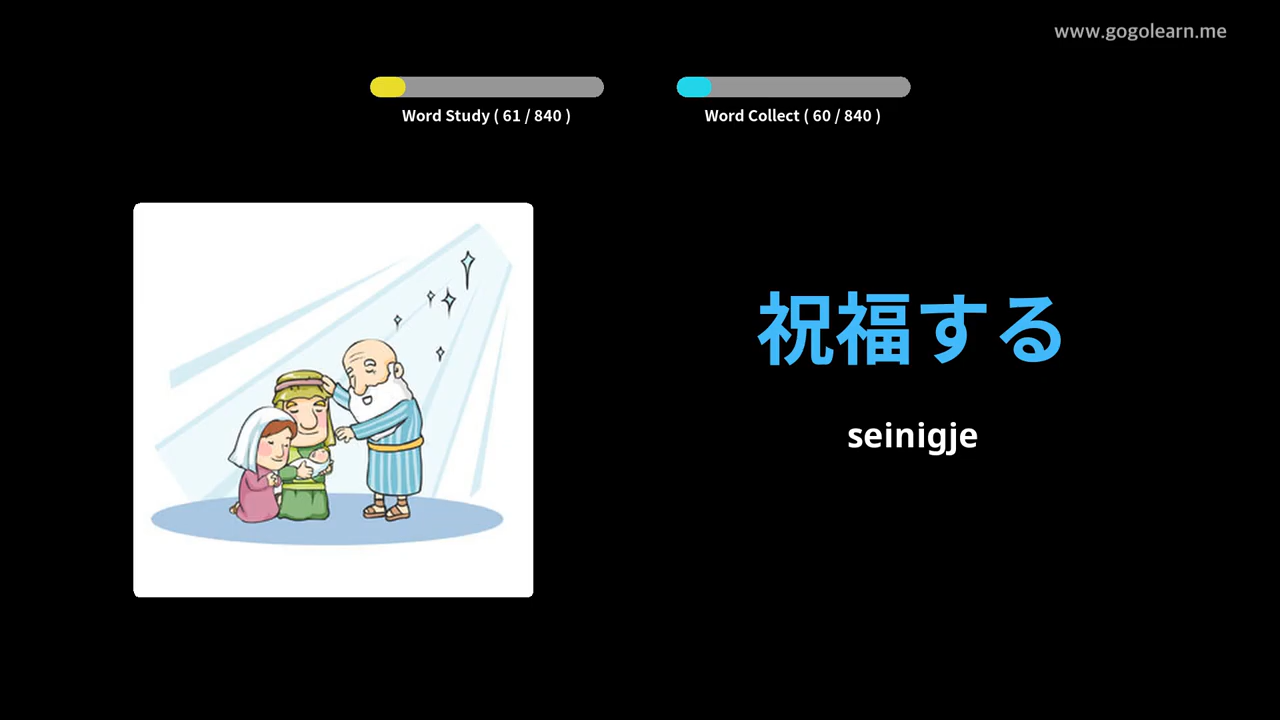 www.gogolearn.me
Word Study ( 61 / 840 )
Word Collect ( 60 / 840 )
祝福する
seinigje